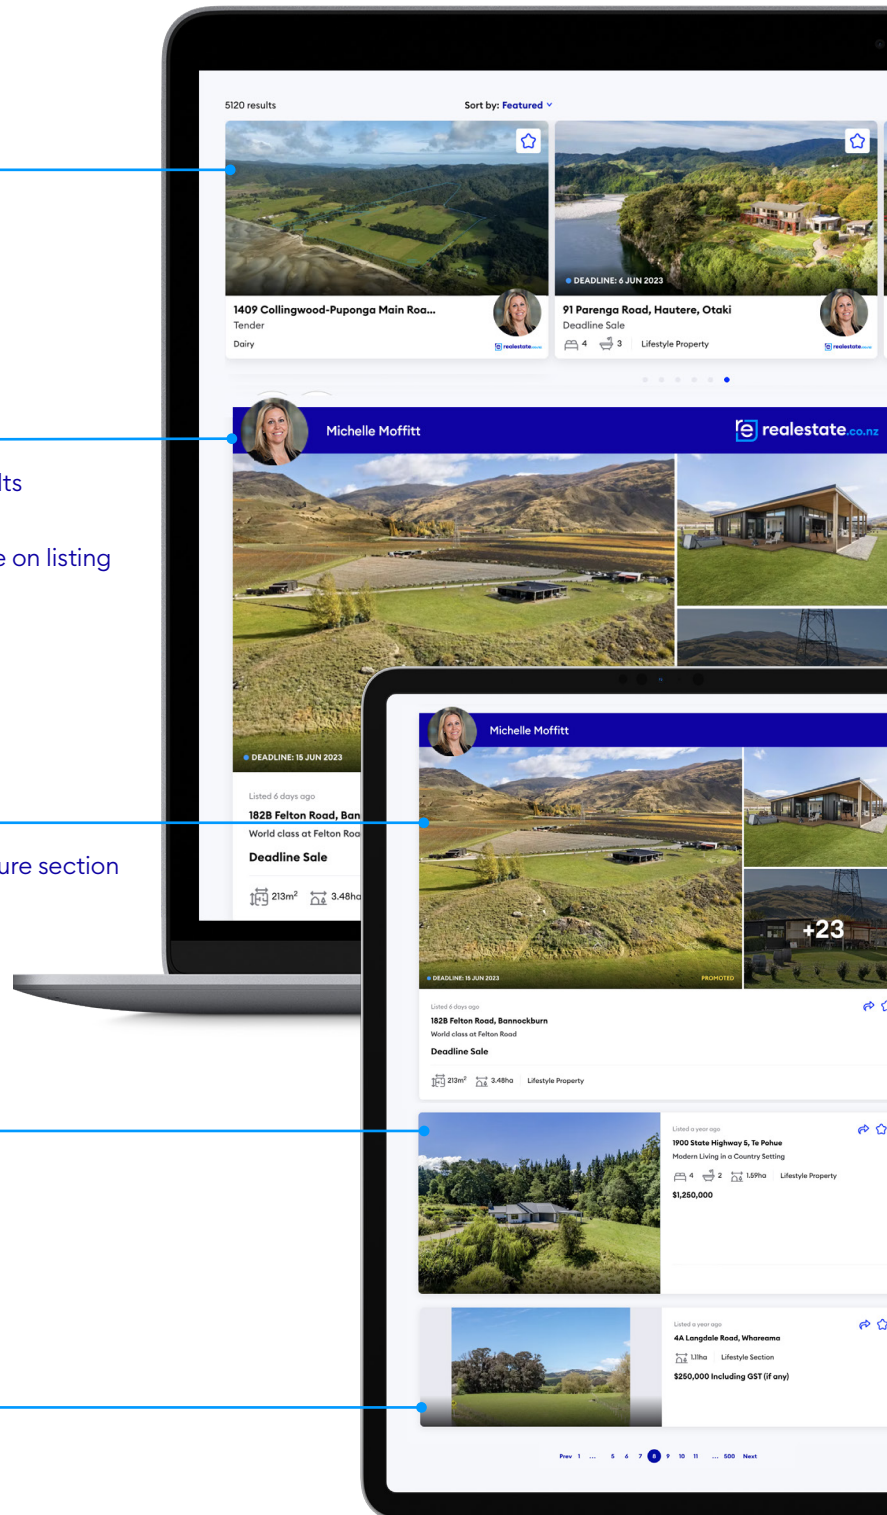 5120 results
Sort by: Featured
DEADLINE: 6 JUN 2023
1409 Collingwood-Puponga Main Roa...
Tender
Dairy
realestate.co.nz
91 Parenga Road, Hautere, Otaki
Deadline Sale
4 3 Lifestyle Property
realestate.co.nz
Michelle Moffitt
realestate.co.nz
lts
e on listing
ure section
DEADLINE: 15 JUN 2023
Listed 6 days ago
182B Felton Road, Ban
World class at Felton Roa
Deadline Sale
213m² 3.48ha
Michelle Moffitt
+23
DEADLINE: 15 JUN 2023
PROMOTED
Listed 6 days ago
182B Felton Road, Bannockburn
World class at Felton Road
Deadline Sale
213m² 3.48ha Lifestyle Property
Listed a year ago
1900 State Highway 5, Te Pohue
Modern Living in a Country Setting
4 2 1.59ha Lifestyle Property
$1,250,000
Listed a year ago
4A Langdale Road, Whareama
1.11ha Lifestyle Section
$250,000 Including GST (if any)
Prev 1 ... 5 6 7 8 9 10 11 ... 500 Next